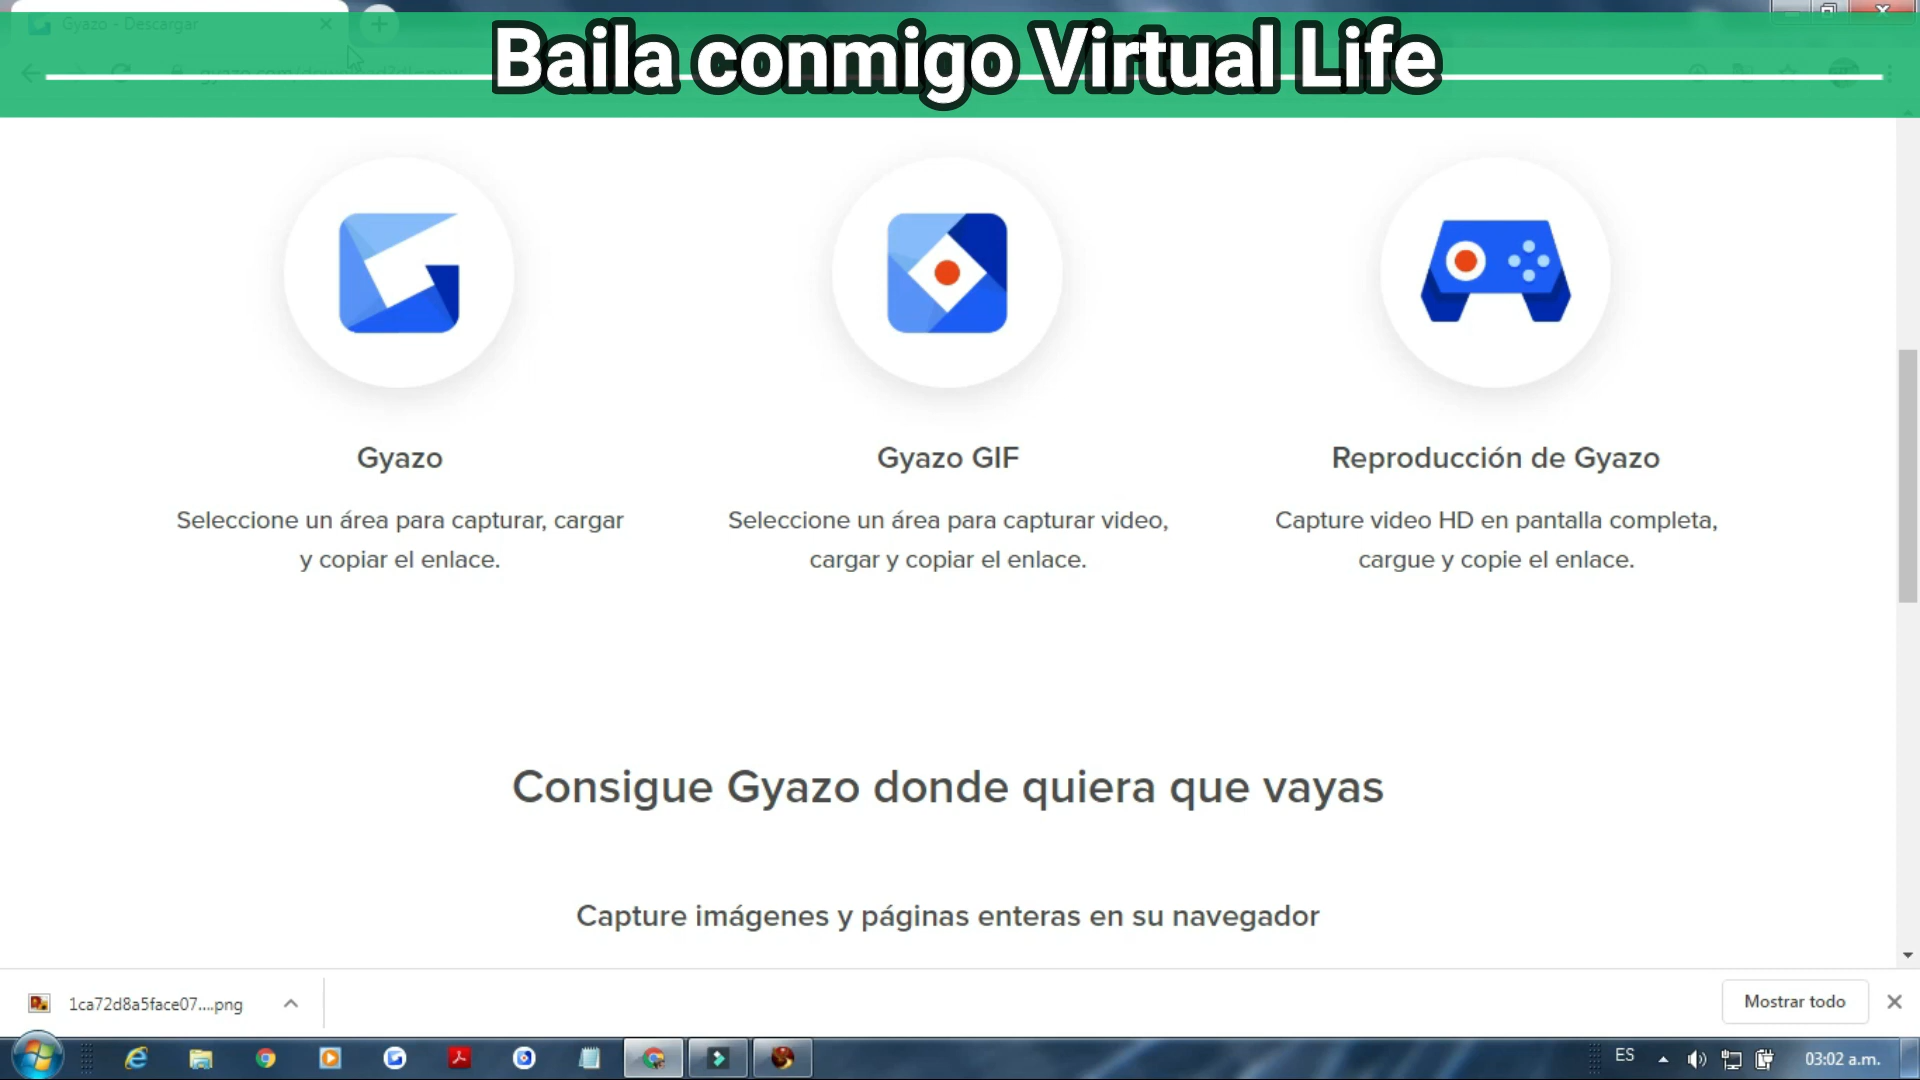 Gyazo - Descargar
Baila conmigo Virtual Life
Gyazo
Gyazo GIF
Reproducción de Gyazo
Seleccione un área para capturar, cargar
y copiar el enlace.
Seleccione un área para capturar video,
cargar y copiar el enlace.
Capture video HD en pantalla completa,
cargue y copie el enlace.
Consigue Gyazo donde quiera que vayas
Capture imágenes y páginas enteras en su navegador
1ca72d8a5face07....png
Mostrar todo
ES
03:02 a.m.